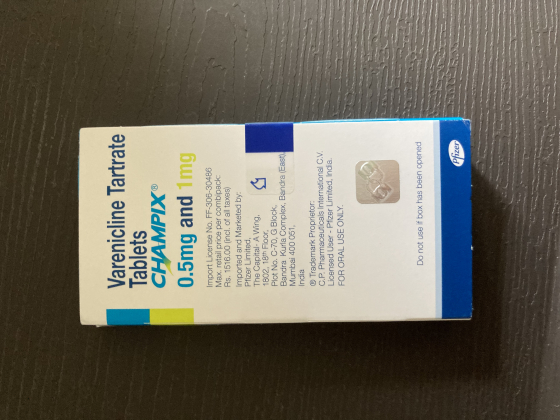 Varenicline Tartrate
Tablets
CHAMPIX®
0.5mg and 1mg
Import License No. FF-306-30486
Max. retail price per combipack:
Rs. 1516.00 (incl. of all taxes)
Imported and Marketed by:
Pfizer Limited,
The Capital- A Wing,
1802, 18th Floor,
Plot No. C-70, G Block,
Bandra Kurla Complex, Bandra (East),
Mumbai 400 051,
India
® Trademark Proprietor:
C.P. Pharmaceuticals International C.V.
Licensed User - Pfizer Limited, India.
FOR ORAL USE ONLY.
Do not use if box has been opened
Pfizer